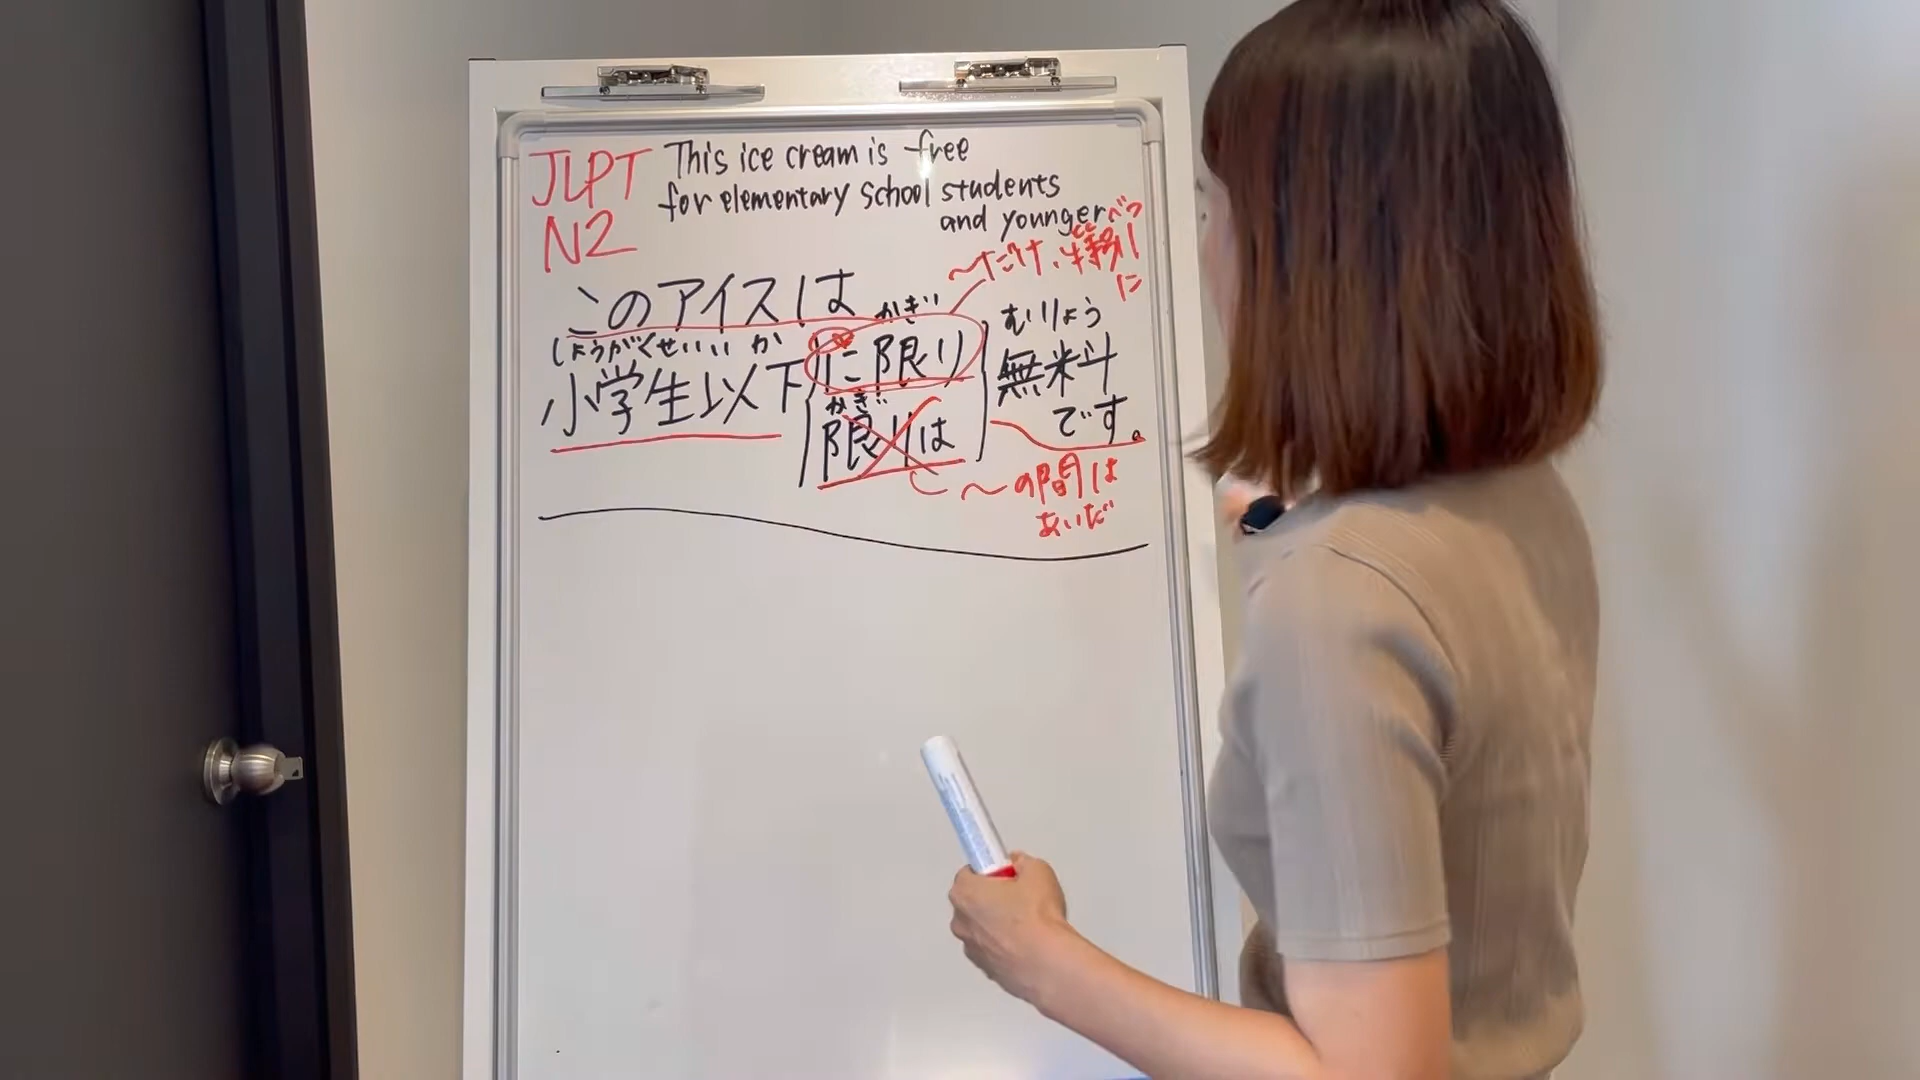 JLPT
N2
This ice cream is free
for elementary school students
and younger
べつ
とく
〜だけ、特別
に
このアイスは
しょうがくせいいか
小学生以下
かぎ
に限り
かぎ
限りは
むりょう
無料
です。
〜の間は
あいだ